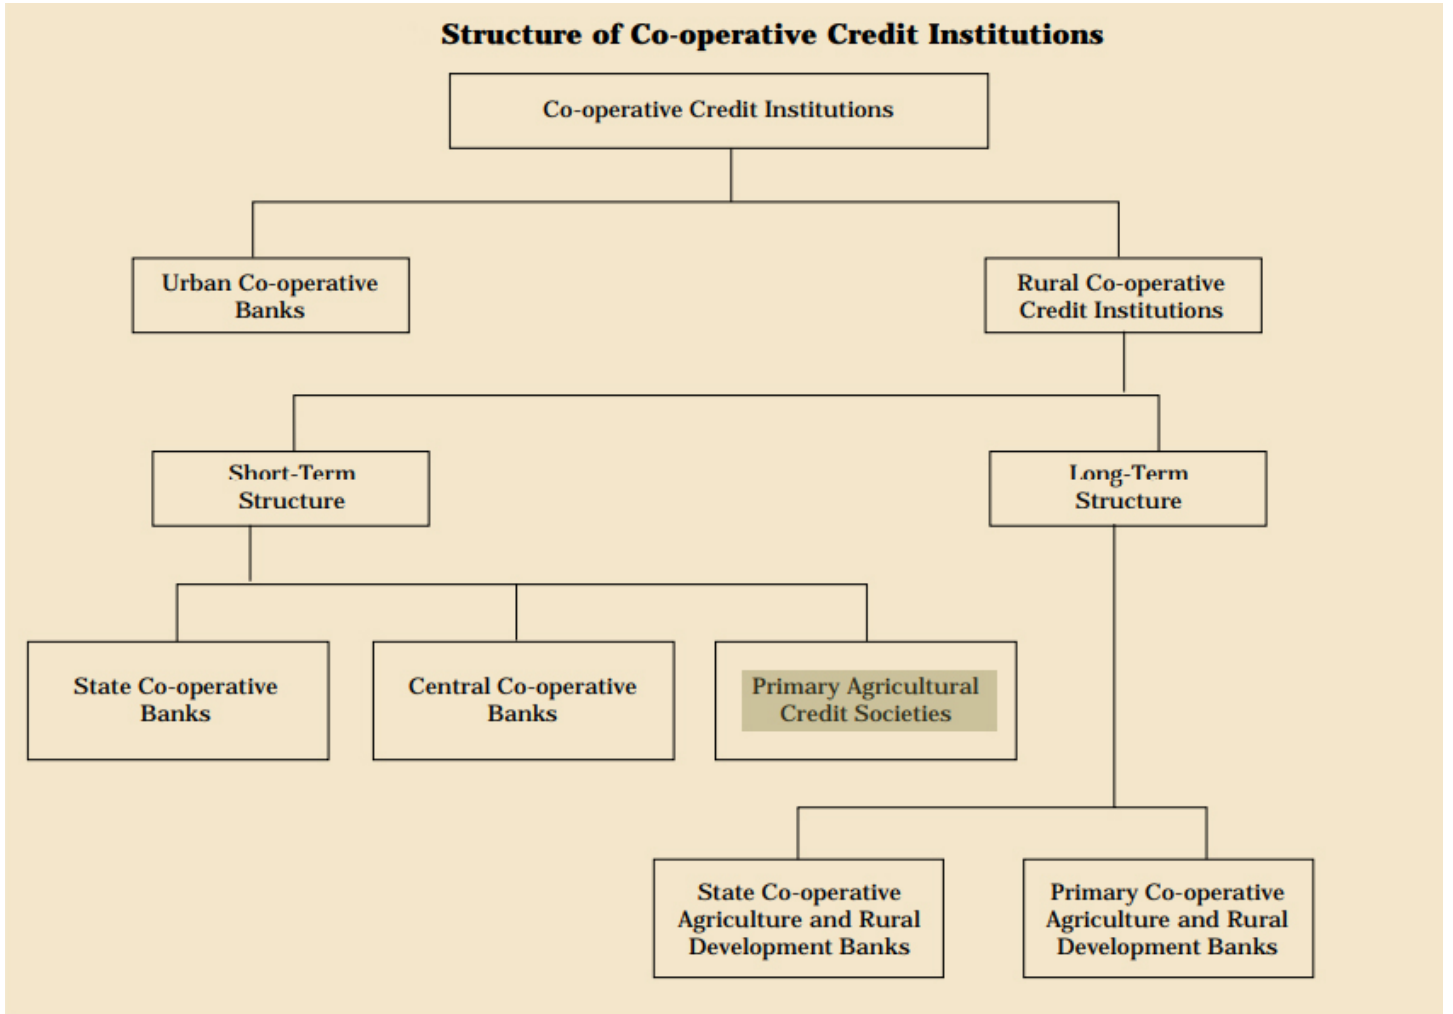 Structure of Co-operative Credit Institutions
Co-operative Credit Institutions
Urban Co-operative
Banks
Rural Co-operative
Credit Institutions
Short-Term
Structure
Long-Term
Structure
State Co-operative
Banks
Central Co-operative
Banks
Primary Agricultural
Credit Societies
State Co-operative
Agriculture and Rural
Development Banks
Primary Co-operative
Agriculture and Rural
Development Banks